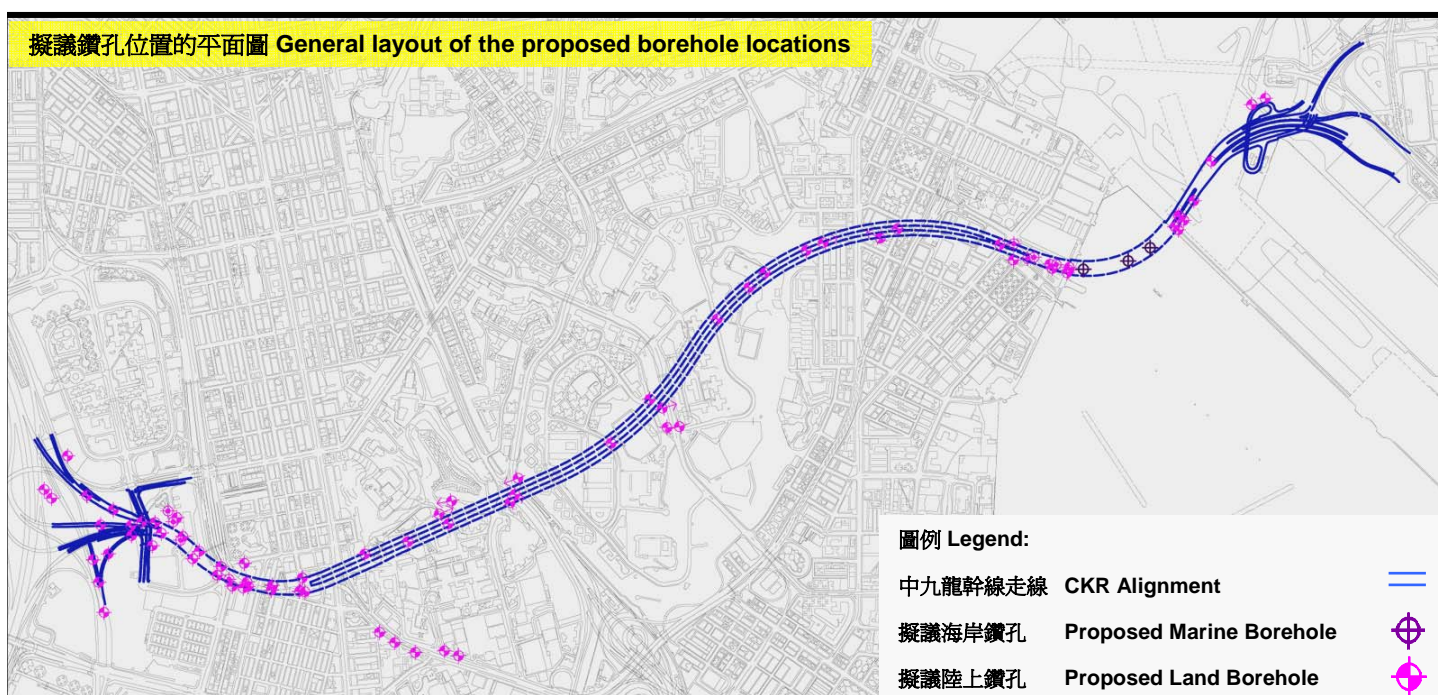 擬議鑽孔位置的平面圖 General layout of the proposed borehole locations
圖例 Legend:
中九龍幹線走線 CKR Alignment
擬議海岸鑽孔 Proposed Marine Borehole
擬議陸上鑽孔 Proposed Land Borehole